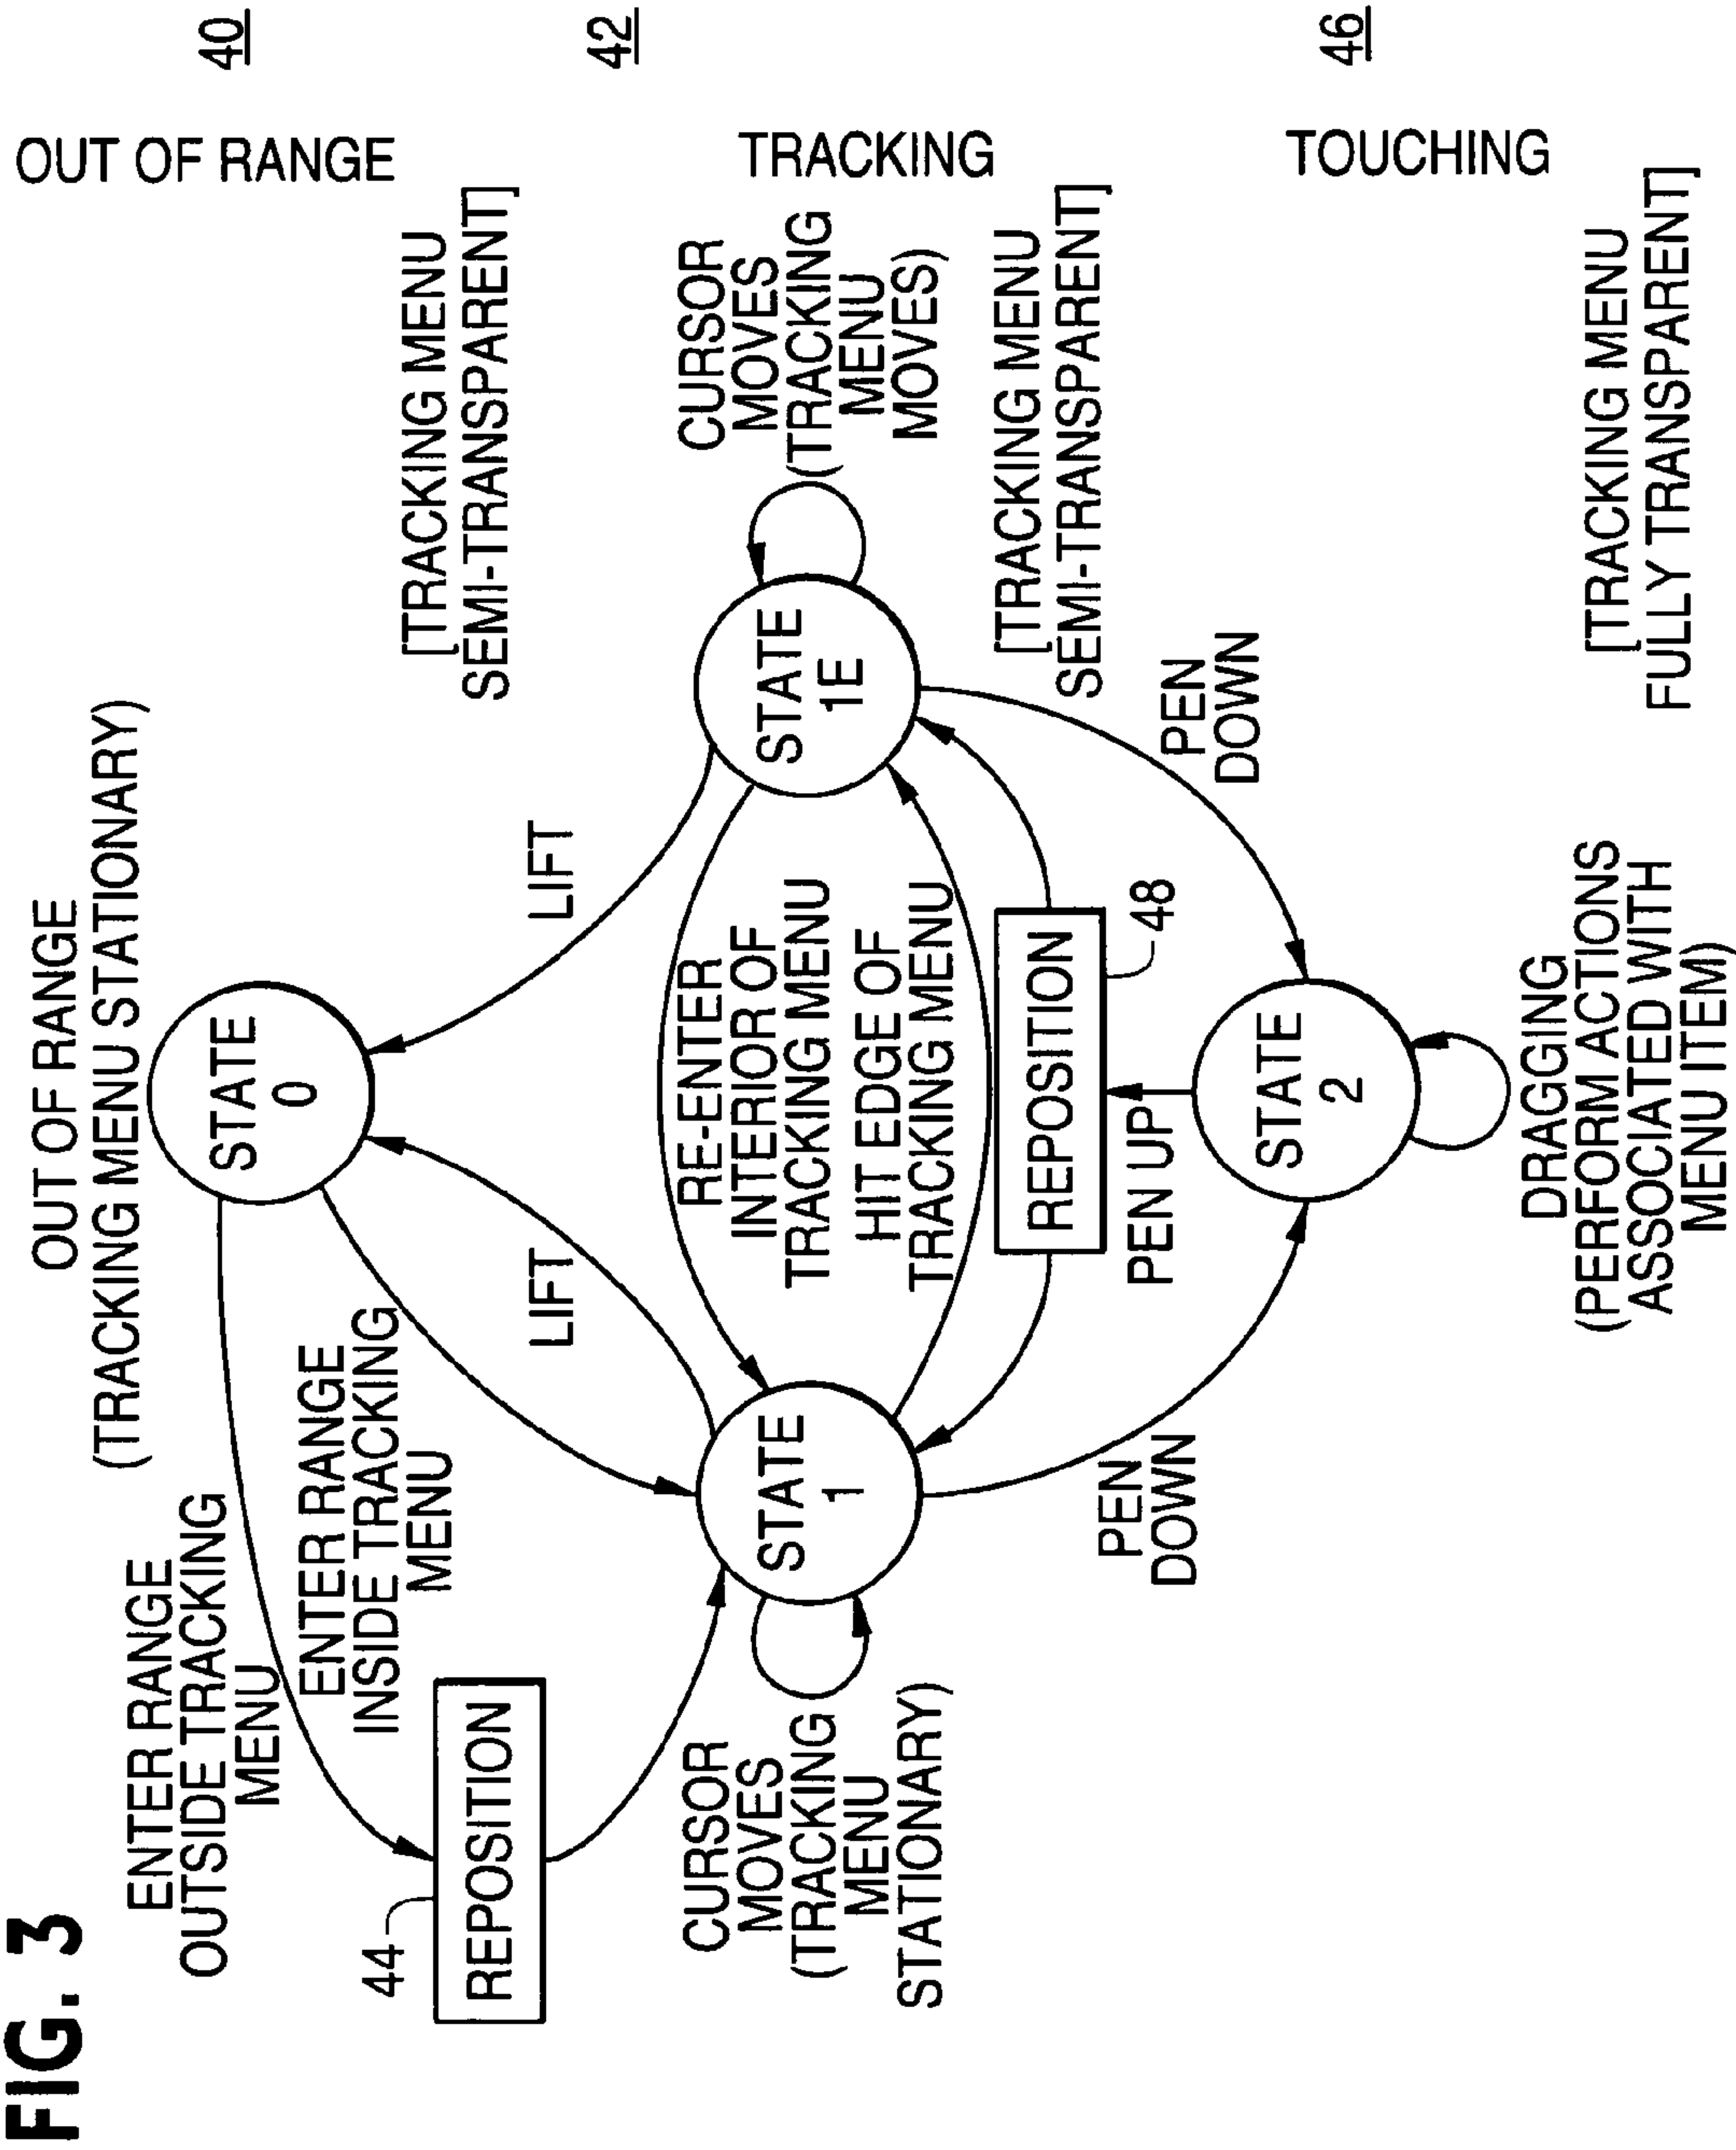 FIG. 3
OUT OF RANGE
(TRACKING MENU STATIONARY)
OUT OF RANGE
40
ENTER RANGE
OUTSIDE TRACKING
MENU
STATE
0
ENTER RANGE
INSIDE TRACKING
MENU
44
REPOSITION
LIFT
LIFT
[TRACKING MENU
SEMI-TRANSPARENT]
TRACKING
42
CURSOR
MOVES
(TRACKING
MENU
STATIONARY)
STATE
1
RE-ENTER
INTERIOR OF
TRACKING MENU
HIT EDGE OF
TRACKING MENU
STATE
1E
CURSOR
MOVES
(TRACKING
MENU
MOVES)
REPOSITION
48
[TRACKING MENU
SEMI-TRANSPARENT]
PEN
DOWN
PEN UP
PEN
DOWN
STATE
2
TOUCHING
46
DRAGGING
(PERFORM ACTIONS
ASSOCIATED WITH
MENU ITEM)
[TRACKING MENU
FULLY TRANSPARENT]